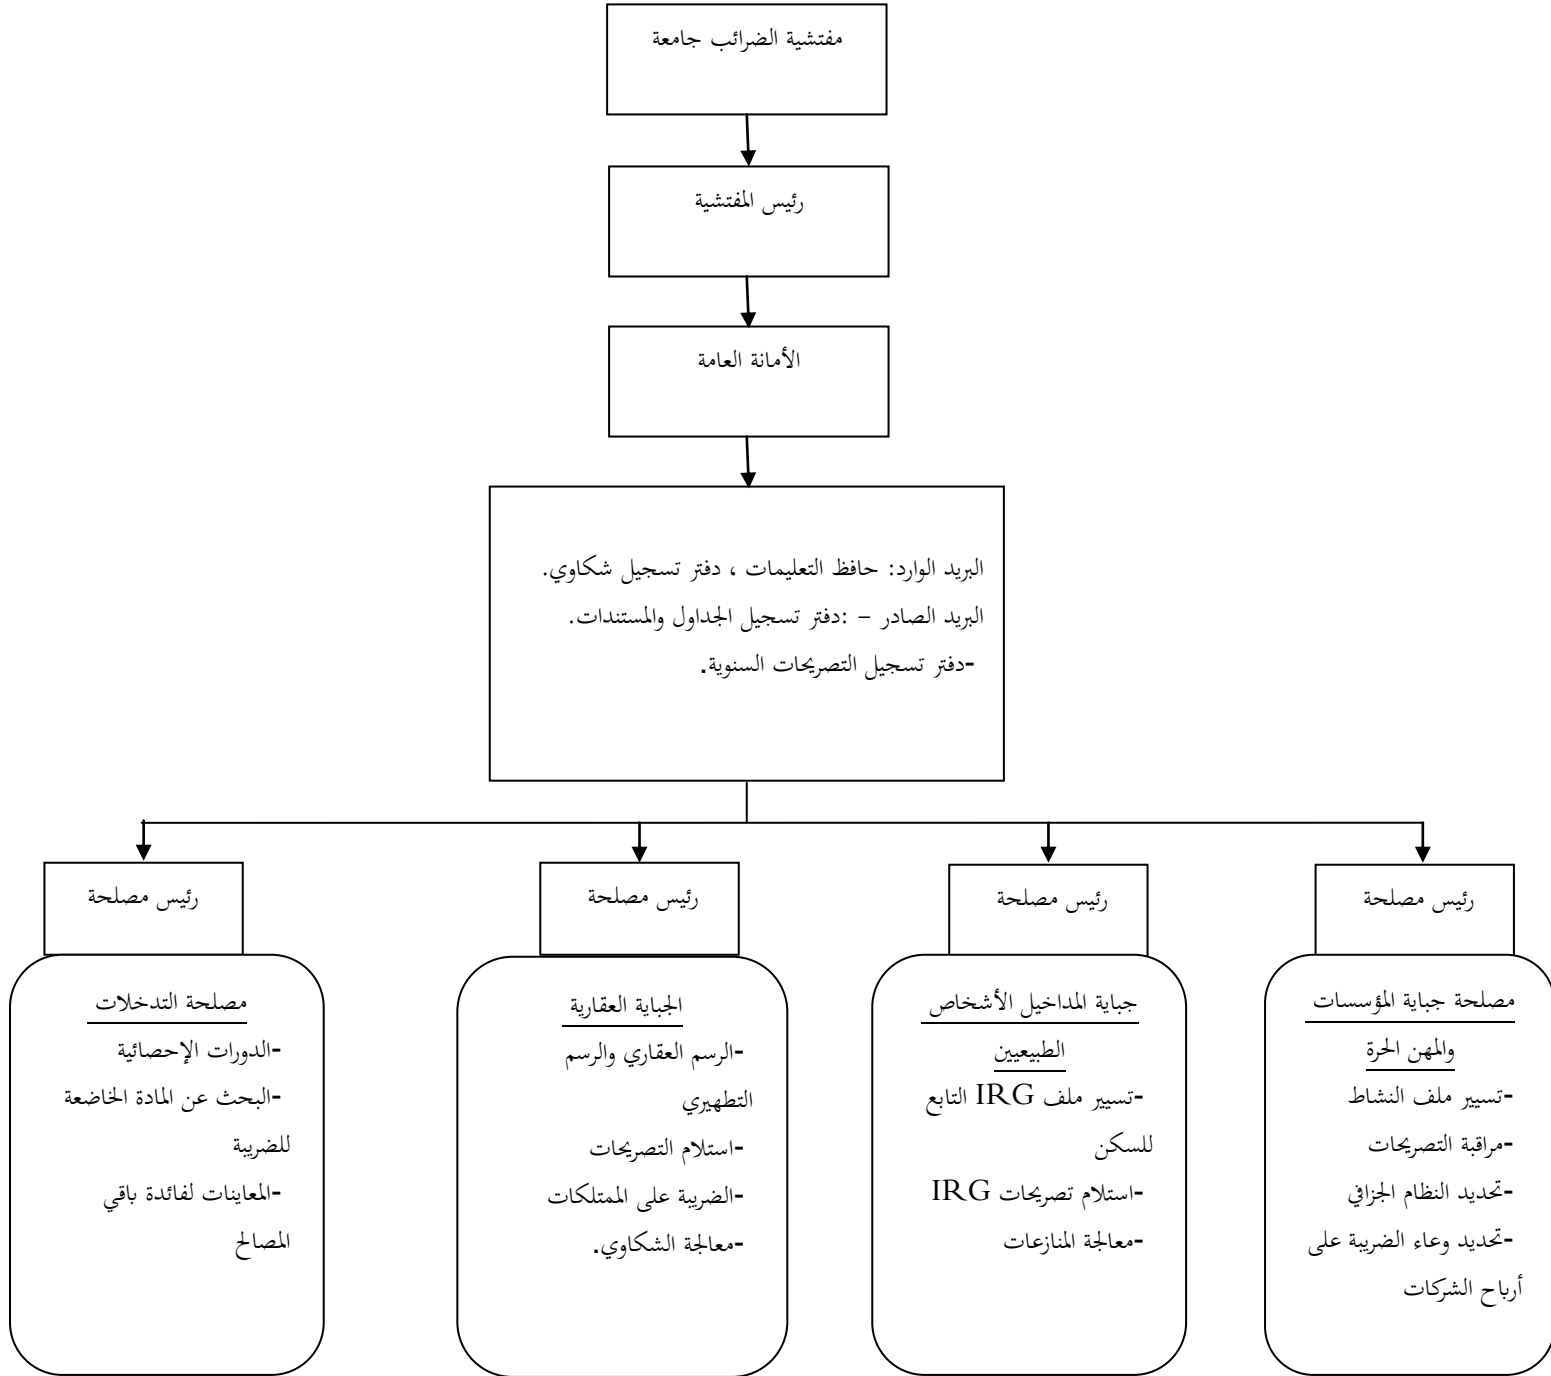 مفتشية الضرائب جامعة
رئيس المفتشية
الأمانة العامة
البريد الوارد: حافظ التعليمات ، دفتر تسجيل شكاوي.
البريد الصادر – :دفتر تسجيل الجداول والمستندات.
-دفتر تسجيل التصريحات السنوية.
رئيس مصلحة
مصلحة جباية المؤسسات
والمهن الحرة
-تسيير ملف النشاط
-مراقبة التصريحات
-تحديد النظام الجزافي
-تحديد وعاء الضريبة على
أرباح الشركات
رئيس مصلحة
جباية المداخيل الأشخاص
الطبيعيين
-تسيير ملف IRG التابع
للسكن
-استلام تصريحات IRG
-معالجة المنازعات
رئيس مصلحة
الجباية العقارية
-الرسم العقاري والرسم
التطهيري
-استلام التصريحات
-الضريبة على الممتلكات
-معالجة الشكاوي.
رئيس مصلحة
مصلحة التدخلات
-الدورات الإحصائية
-البحث عن المادة الخاضعة
للضريبة
-المعاينات لفائدة باقي
المصالح